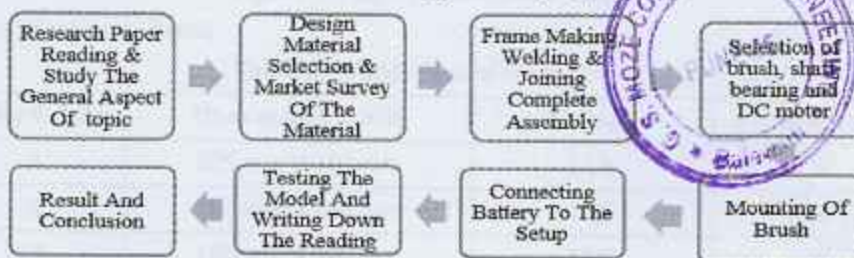 Research Paper
Reading &
Study The
General Aspect
Of topic
Design
Material
Selection &
Market Survey
Of The
Material
Frame Making
Welding &
Joining
Complete
Assembly
Selection of
brush, shaft
bearing and
DC motor
Mounting Of
Brush
Connecting
Battery To The
Setup
Testing The
Model And
Writing Down
The Reading
Result And
Conclusion
G.S. MOZE